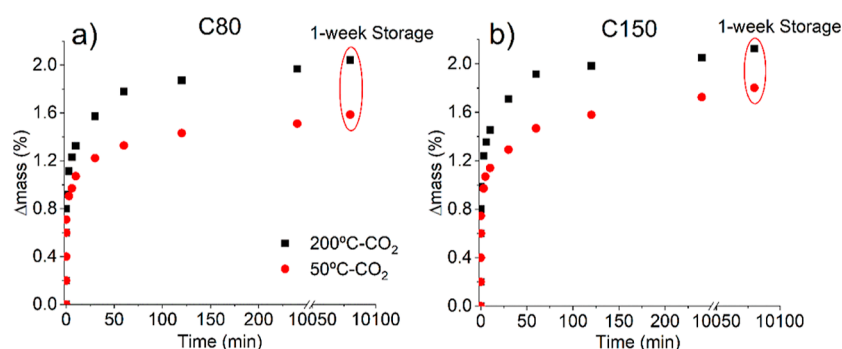 a) C80
1-week Storage
2.0
1.6
1.2
0.8
0.4
0.0
Δmass (%)
200ºC-CO₂
50ºC-CO₂
0 50 100 150 200 10050 10100
Time (min)
b) C150
1-week Storage
2.0
1.6
1.2
0.8
0.4
0.0
Δmass (%)
0 50 100 150 200 10050 10100
Time (min)